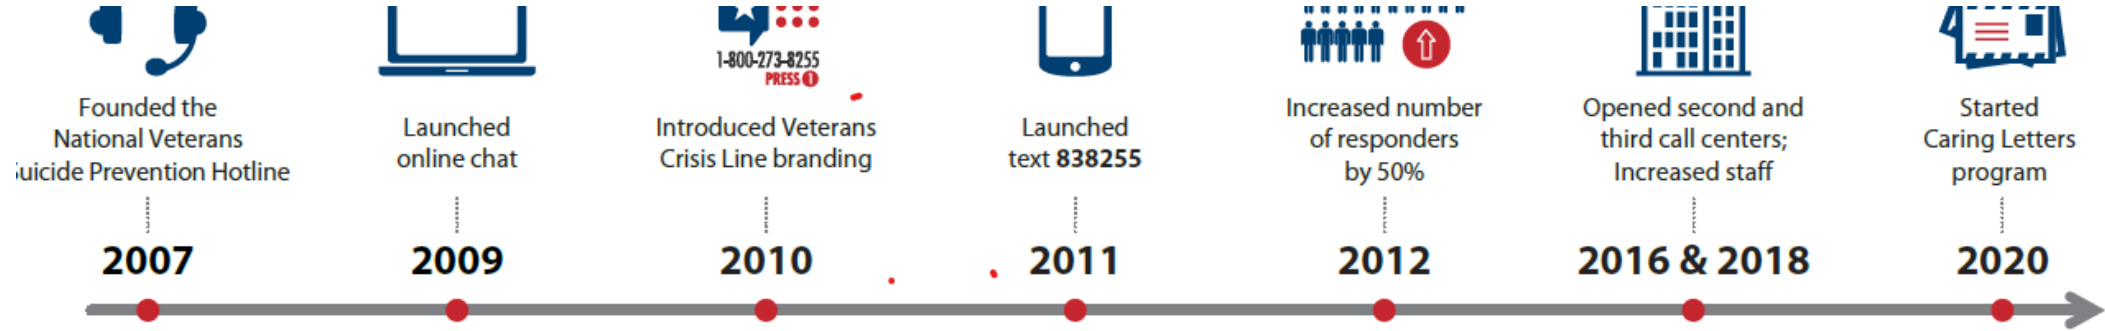 1-800-273-8255
PRESS 1
Founded the
National Veterans
Suicide Prevention Hotline
2007
Launched
online chat
2009
Introduced Veterans
Crisis Line branding
2010
Launched
text 838255
2011
Increased number
of responders
by 50%
2012
Opened second and
third call centers;
Increased staff
2016 & 2018
Started
Caring Letters
program
2020